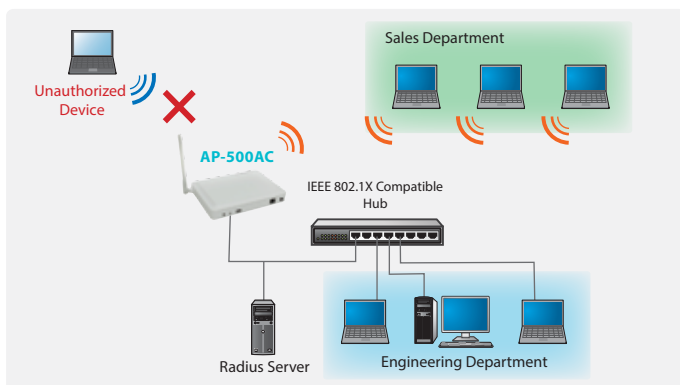 Sales Department
Unauthorized
Device
AP-500AC
IEEE 802.1X Compatible
Hub
Radius Server
Engineering Department